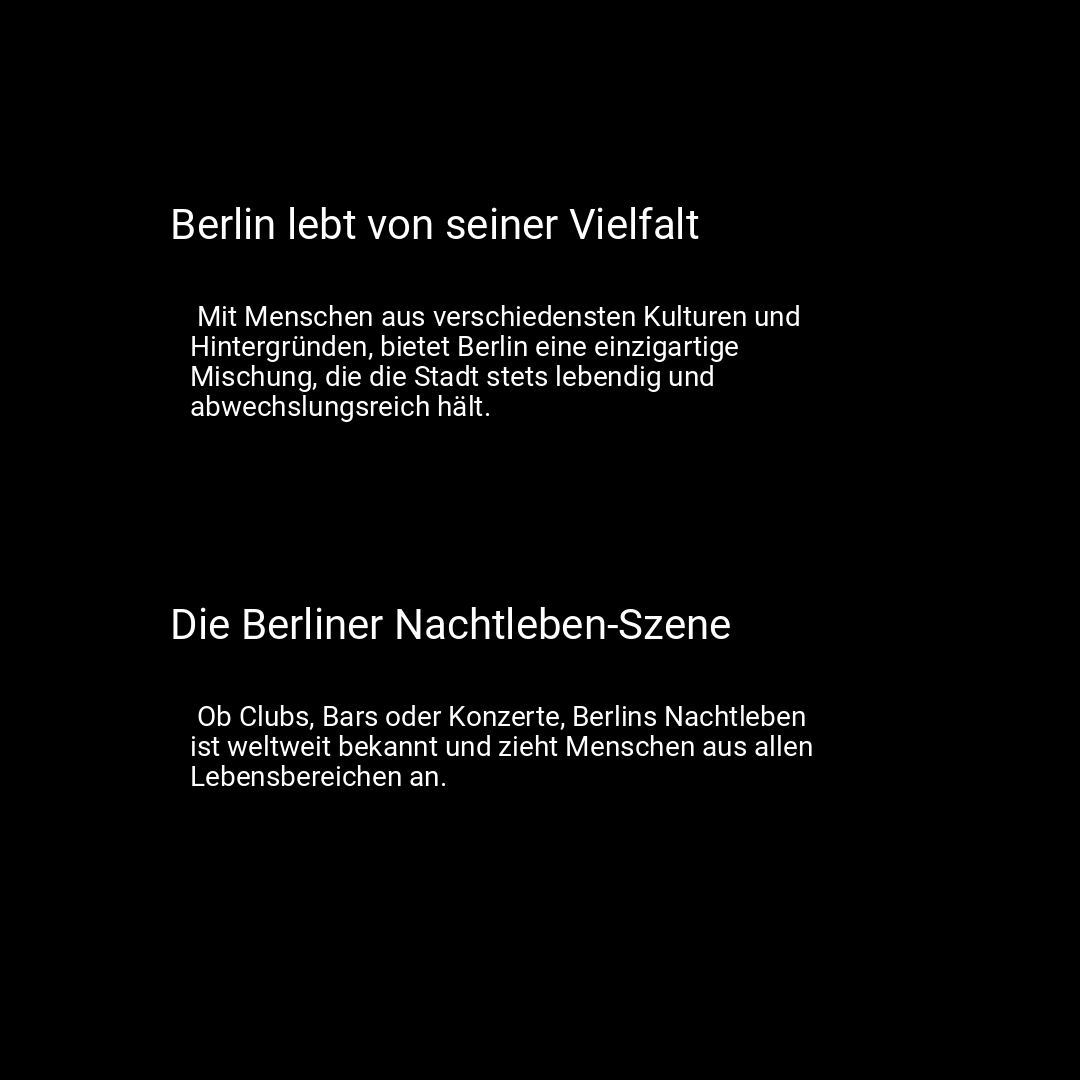 Berlin lebt von seiner Vielfalt
Mit Menschen aus verschiedensten Kulturen und
Hintergründen, bietet Berlin eine einzigartige
Mischung, die die Stadt stets lebendig und
abwechslungsreich hält.
Die Berliner Nachtleben-Szene
Ob Clubs, Bars oder Konzerte, Berlins Nachtleben
ist weltweit bekannt und zieht Menschen aus allen
Lebensbereichen an.